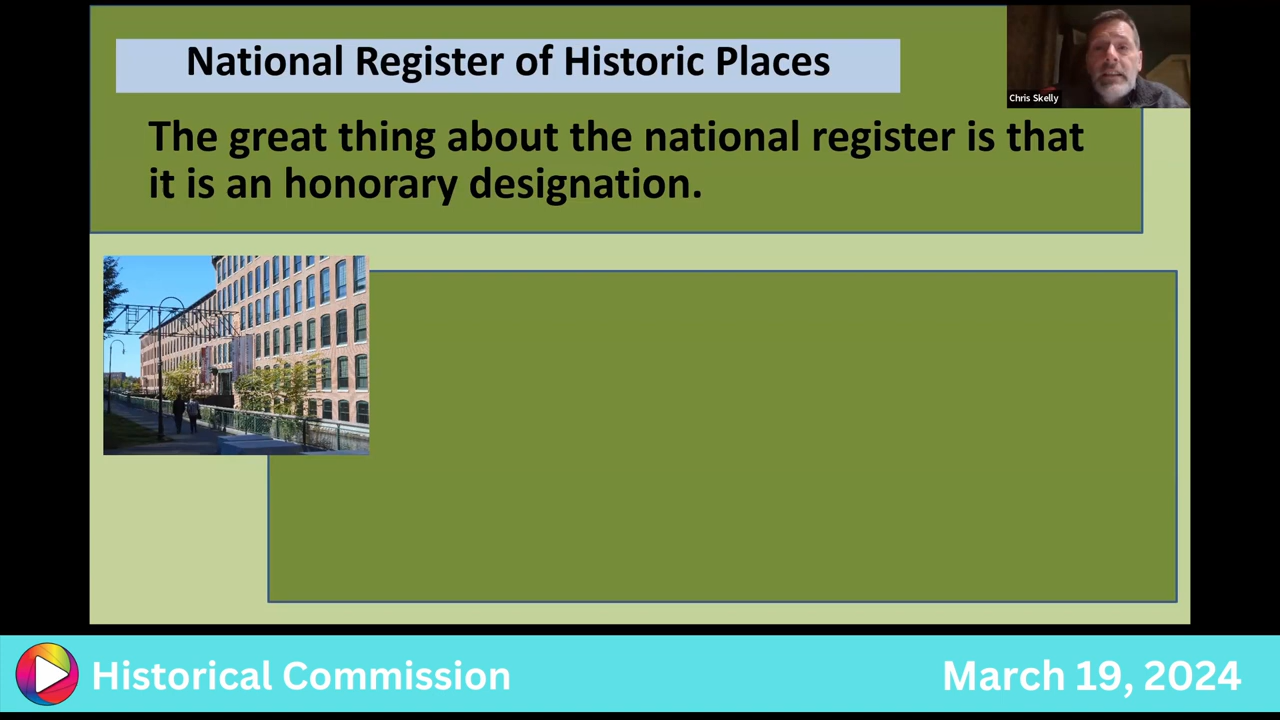 National Register of Historic Places
Chris Skelly
The great thing about the national register is that
it is an honorary designation.
Historical Commission
March 19, 2024